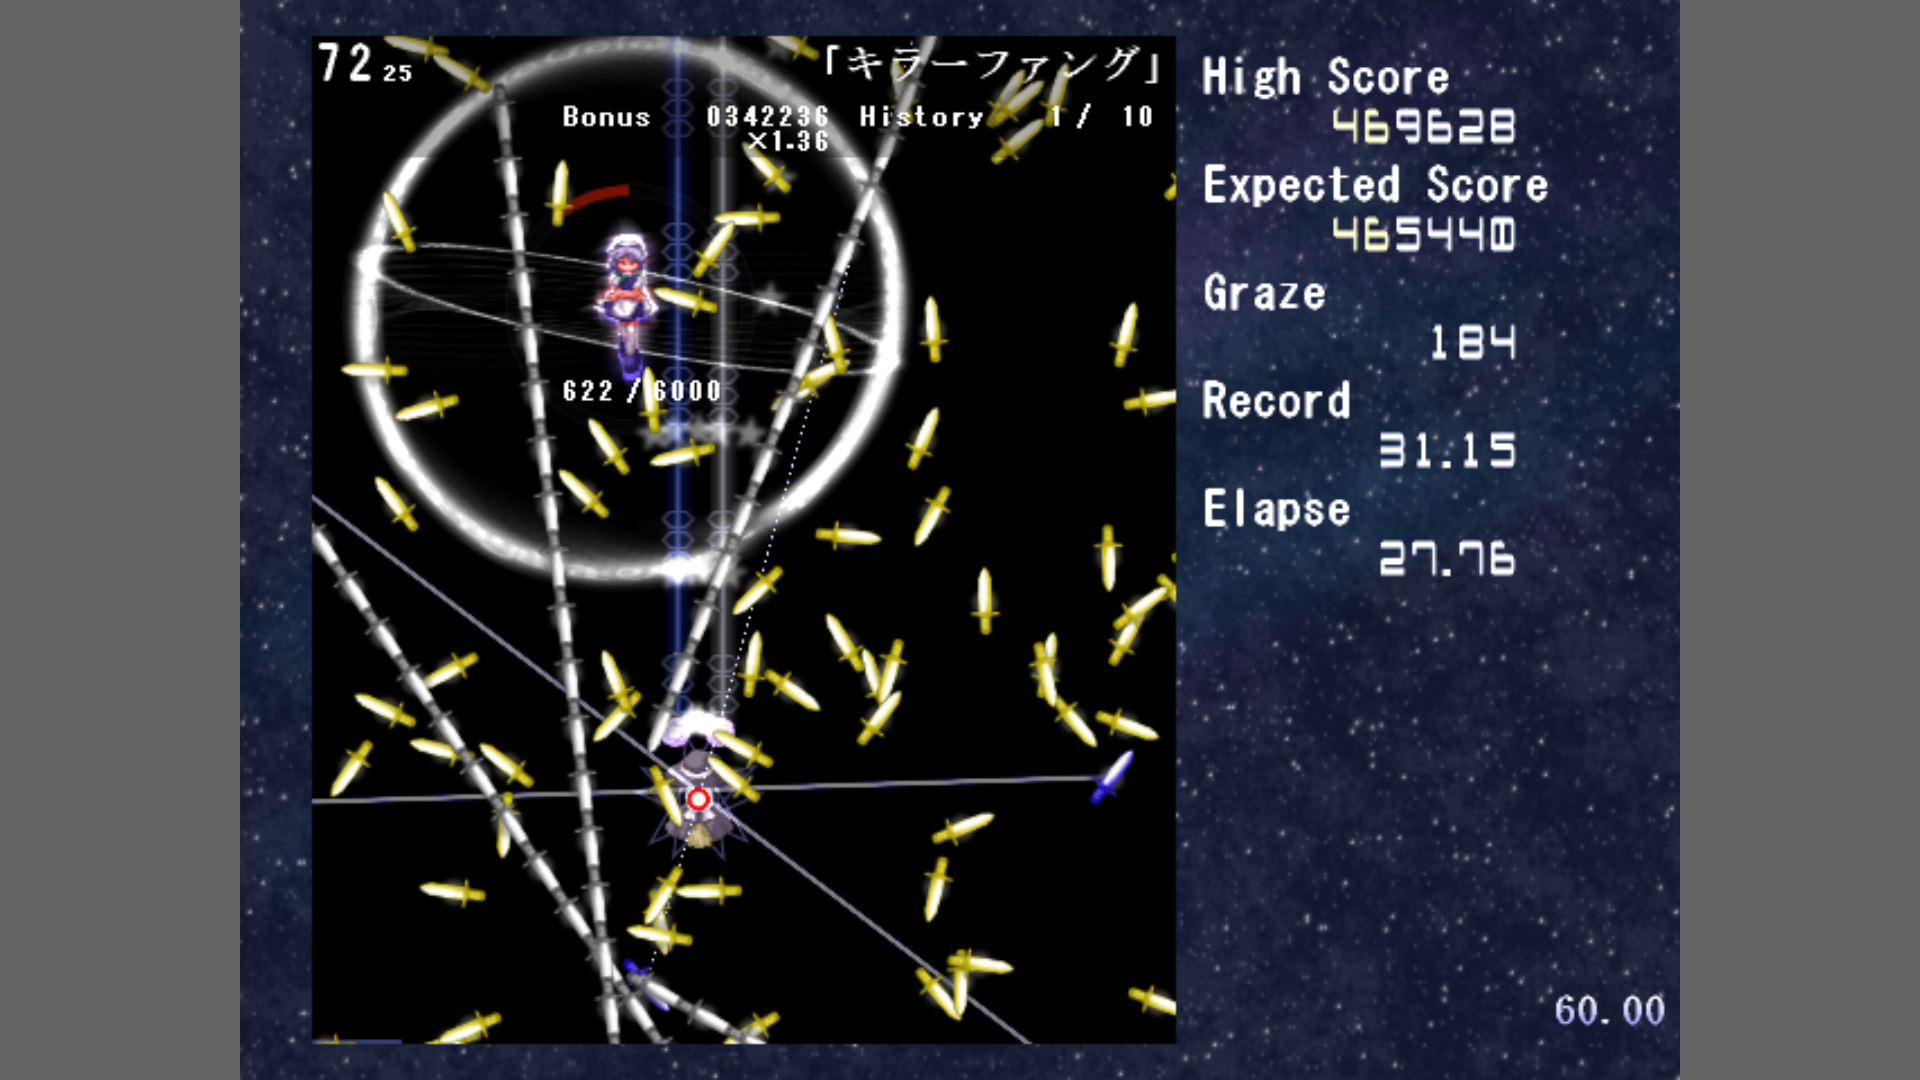 72 25
「キラーファング」
Bonus 0342236 History 1 / 10
×1.36
622 / 6000
High Score
469628
Expected Score
465440
Graze
184
Record
31.15
Elapse
27.76
60.00